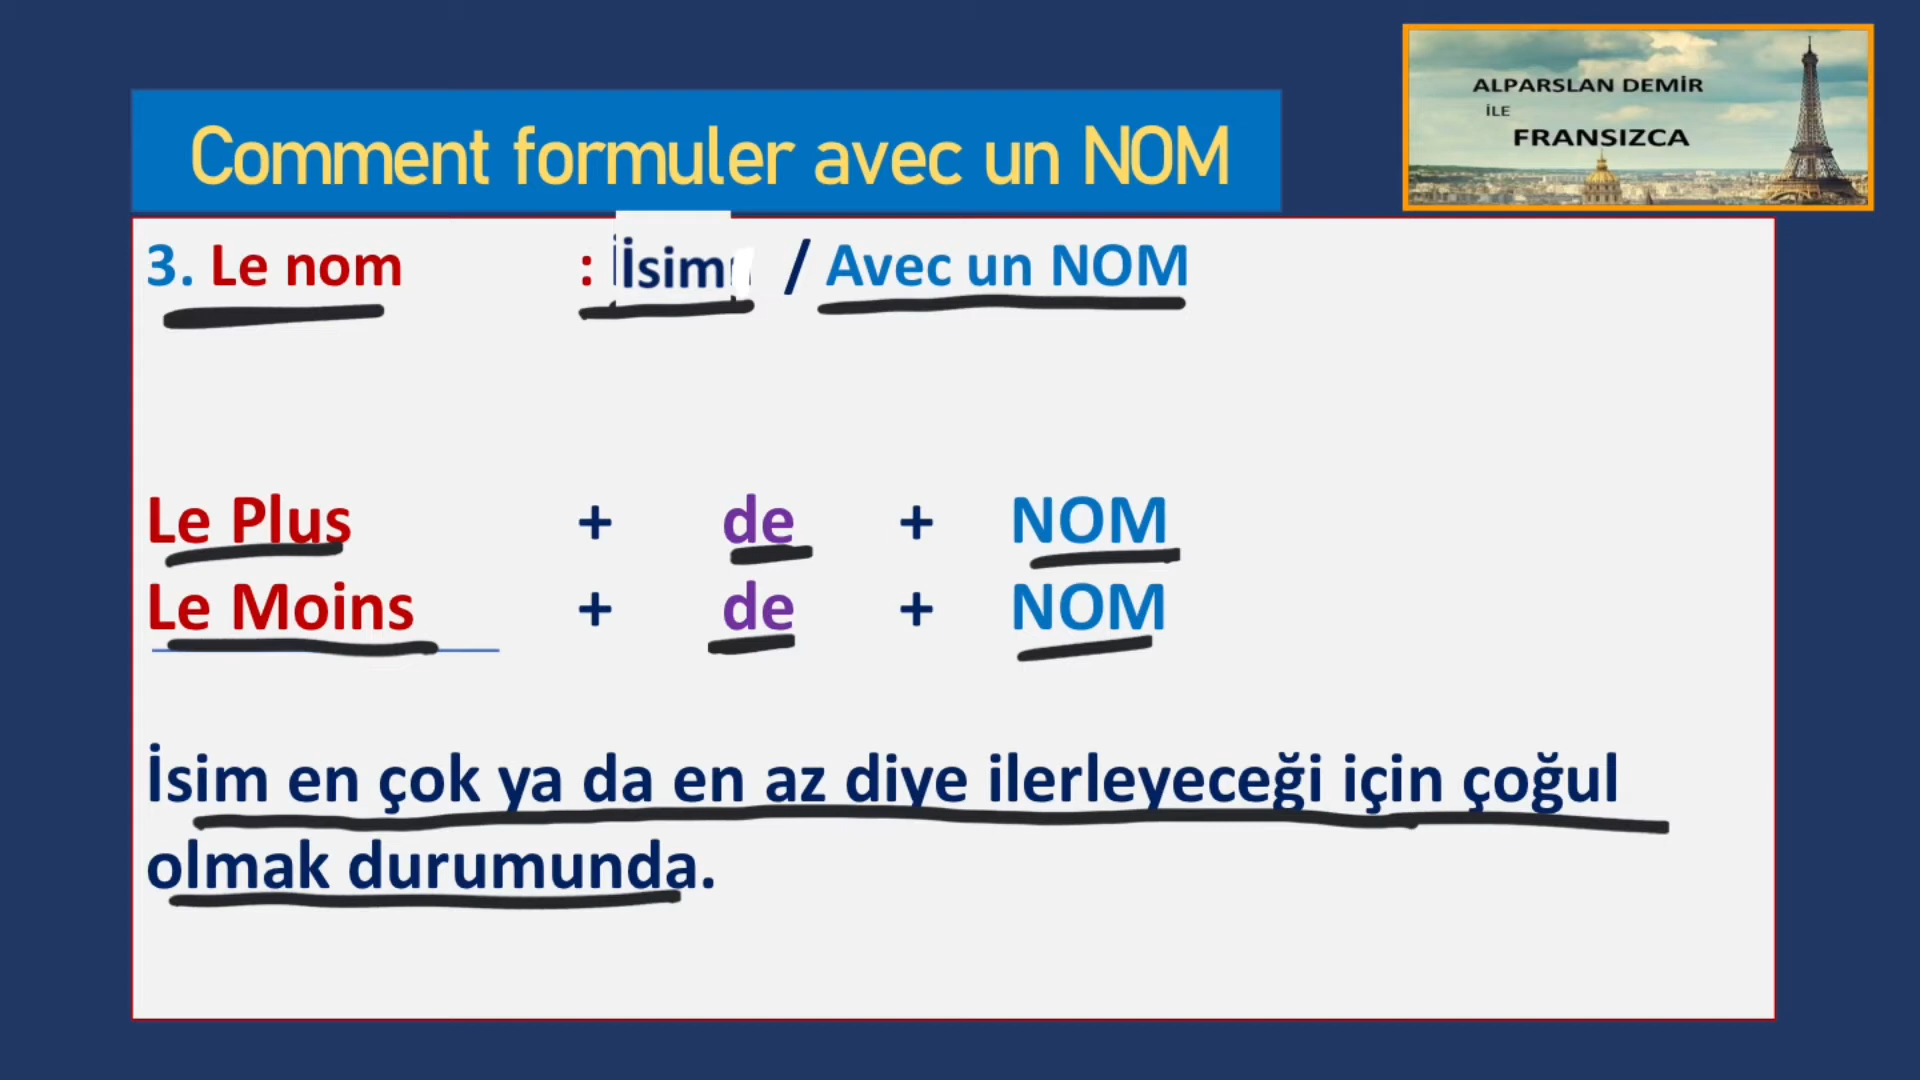 ALPARSLAN DEMİR
İLE
FRANSIZCA
Comment formuler avec un NOM
3. Le nom : İsim / Avec un NOM
Le Plus + de + NOM
Le Moins + de + NOM
İsim en çok ya da en az diye ilerleyeceği için çoğul
olmak durumunda.